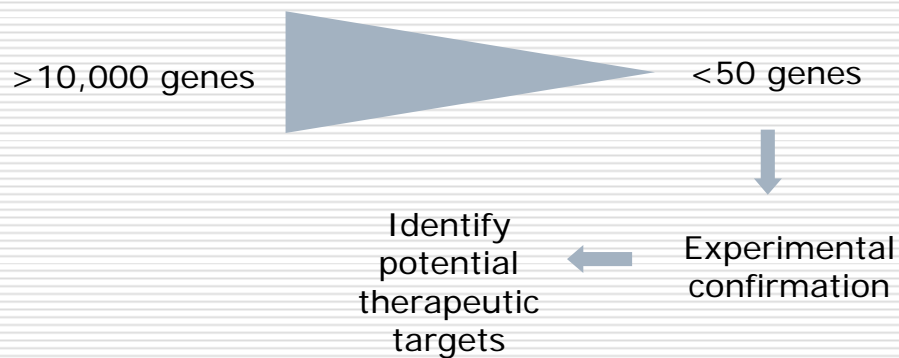 >10,000 genes
<50 genes
Experimental
confirmation
Identify
potential
therapeutic
targets